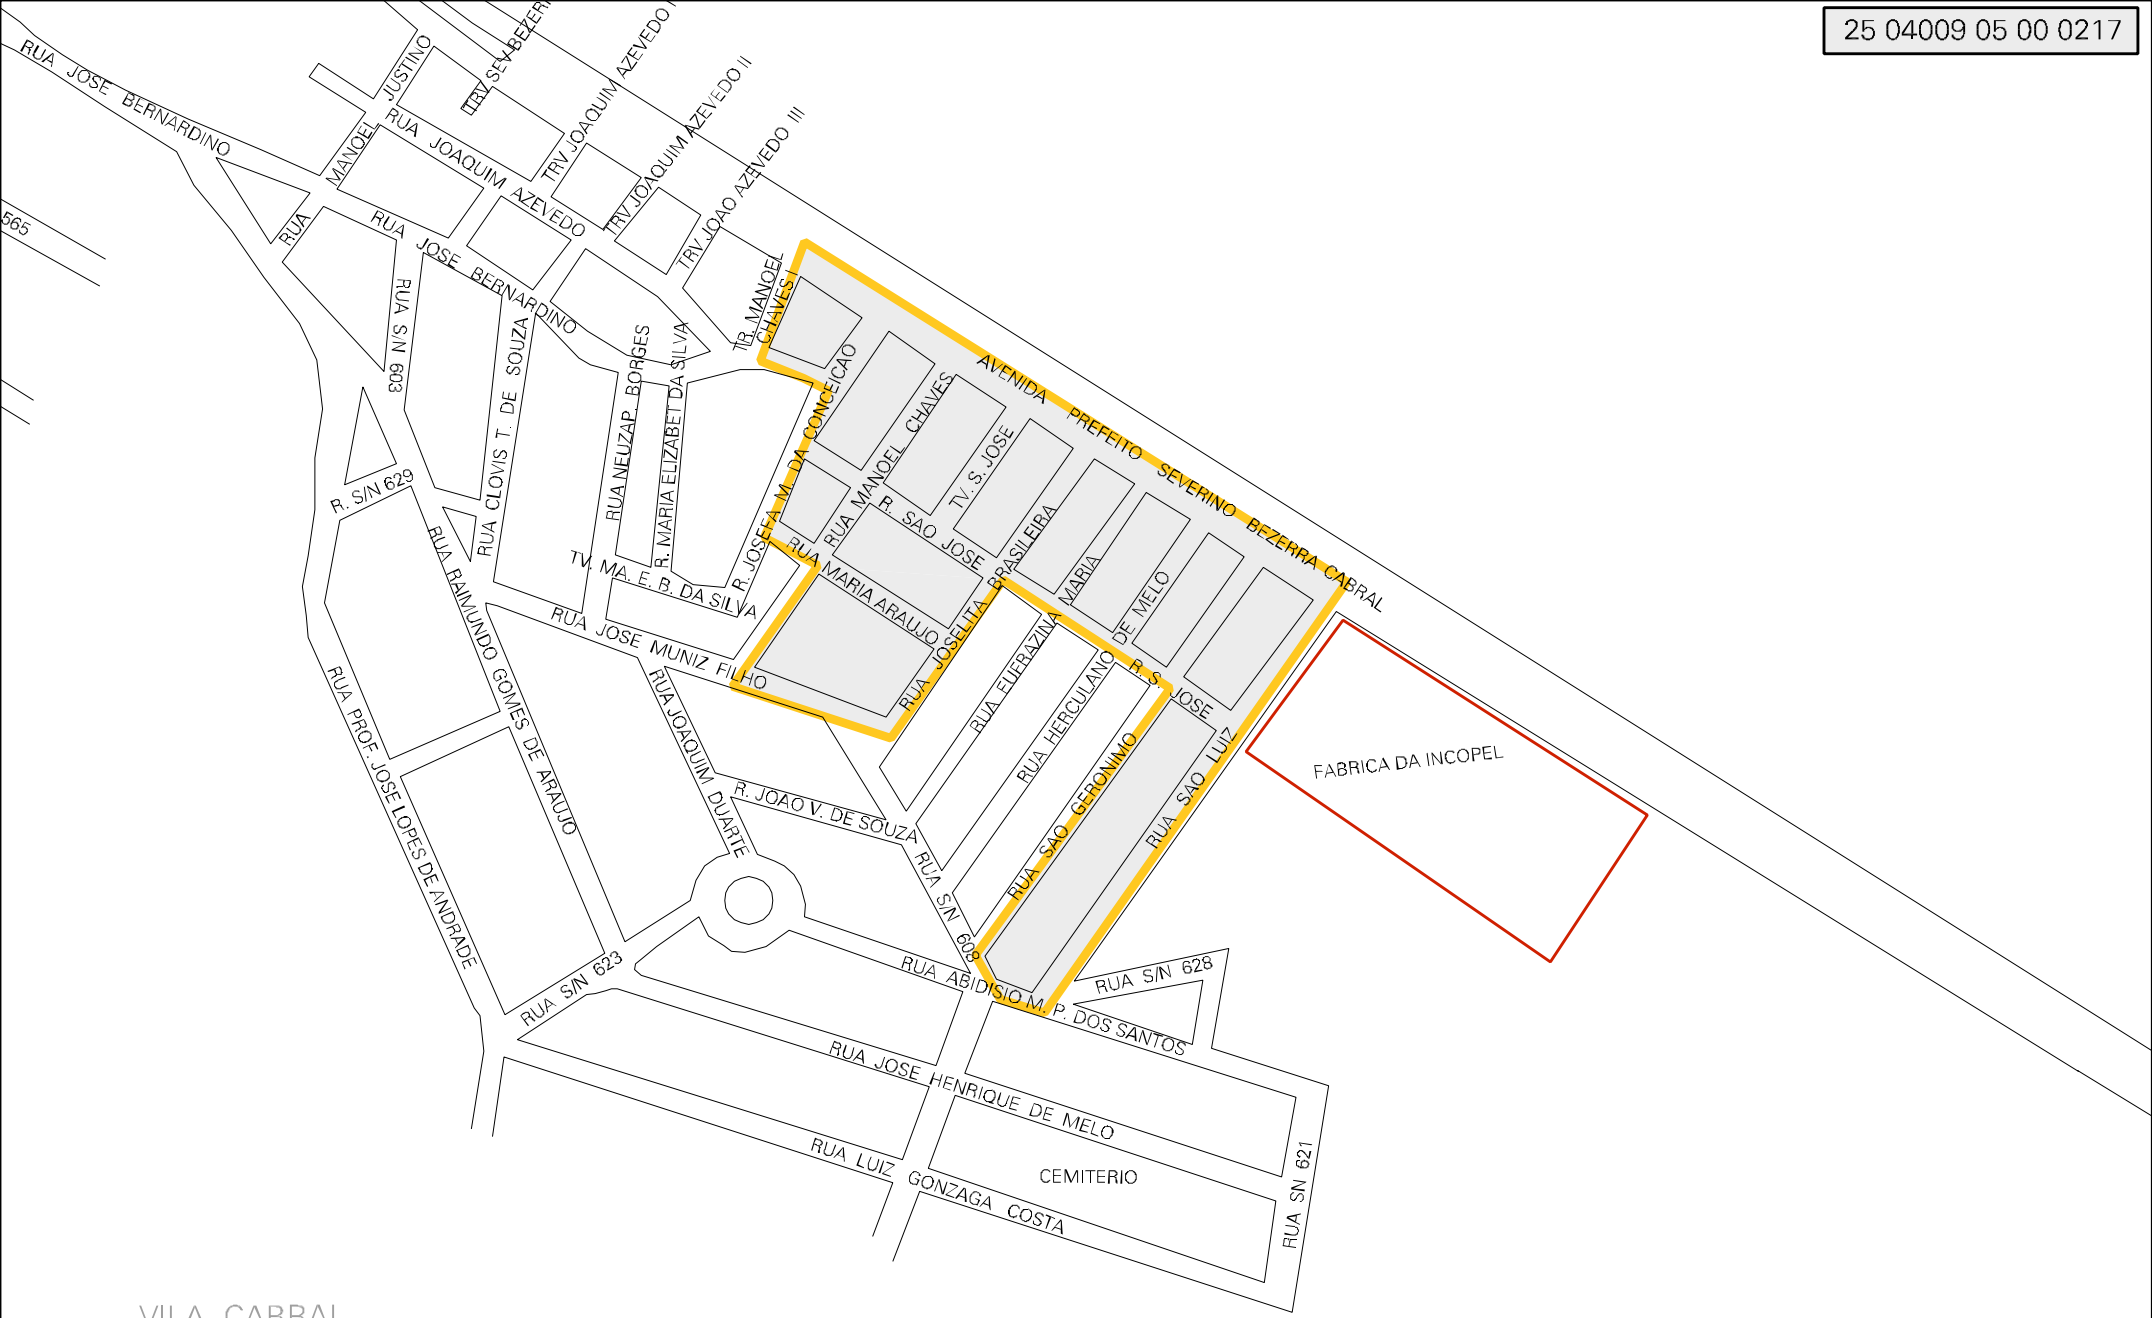 25 04009 05 00 0217
RUA JOSE BERNARDINO
RUA MANOEL JUSTINO
TRV SEV BEZER
TRV JOAQUIM AZEVEDO I
TRV JOAQUIM AZEVEDO II
TRV JOAO AZEVEDO III
RUA JOAQUIM AZEVEDO
565
RUA JOSE BERNARDINO
TR. MANOEL
CHAVES I
RUA S/N 603
RUA CLOVIS T. DE SOUZA
RUA NEUZAP. BORGES
R. MARIA ELIZABET DA SILVA
R. JOSEFA M. DA CONCEICAO
RUA MANOEL CHAVES
TV. S. JOSE
AVENIDA PREFEITO SEVERINO BEZERRA CABRAL
R. S/N 629
R. SAO JOSE
RUA JOSELITA BRASILEIRA
RUA EUFRAZINA MARIA
RUA HERCULANO DE MELO
RUA MARIA ARAUJO
TV. MA. E. B. DA SILVA
RUA RAIMUNDO GOMES DE ARAUJO
RUA JOSE MUNIZ FILHO
R. S. JOSE
RUA PROF. JOSE LOPES DE ANDRADE
RUA JOAQUIM DUARTE
RUA SAO GERONIMO
RUA SAO LUIZ
FABRICA DA INCOPEL
R. JOAO V. DE SOUZA
RUA S/N 608
RUA S/N 623
RUA ABIDISIO M. P. DOS SANTOS
RUA S/N 628
RUA JOSE HENRIQUE DE MELO
RUA LUIZ GONZAGA COSTA
CEMITERIO
RUA SN 621
VILA CABRAL